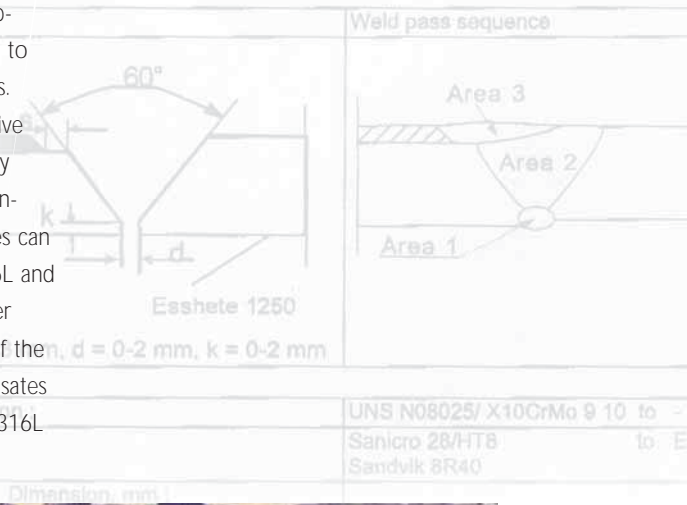 to
s.
ive
y
n-
es can
6L and
er
f the
sates
316L
Weld pass sequence
60°
Area 3
Area 2
k
Area 1
d
Esshete 1250
mm, d = 0-2 mm, k = 0-2 mm
UNS N08025/ X10CrMo 9 10 to -
Sanicro 28/HT8 to E
Sandvik 8R40
Dimension, mm :